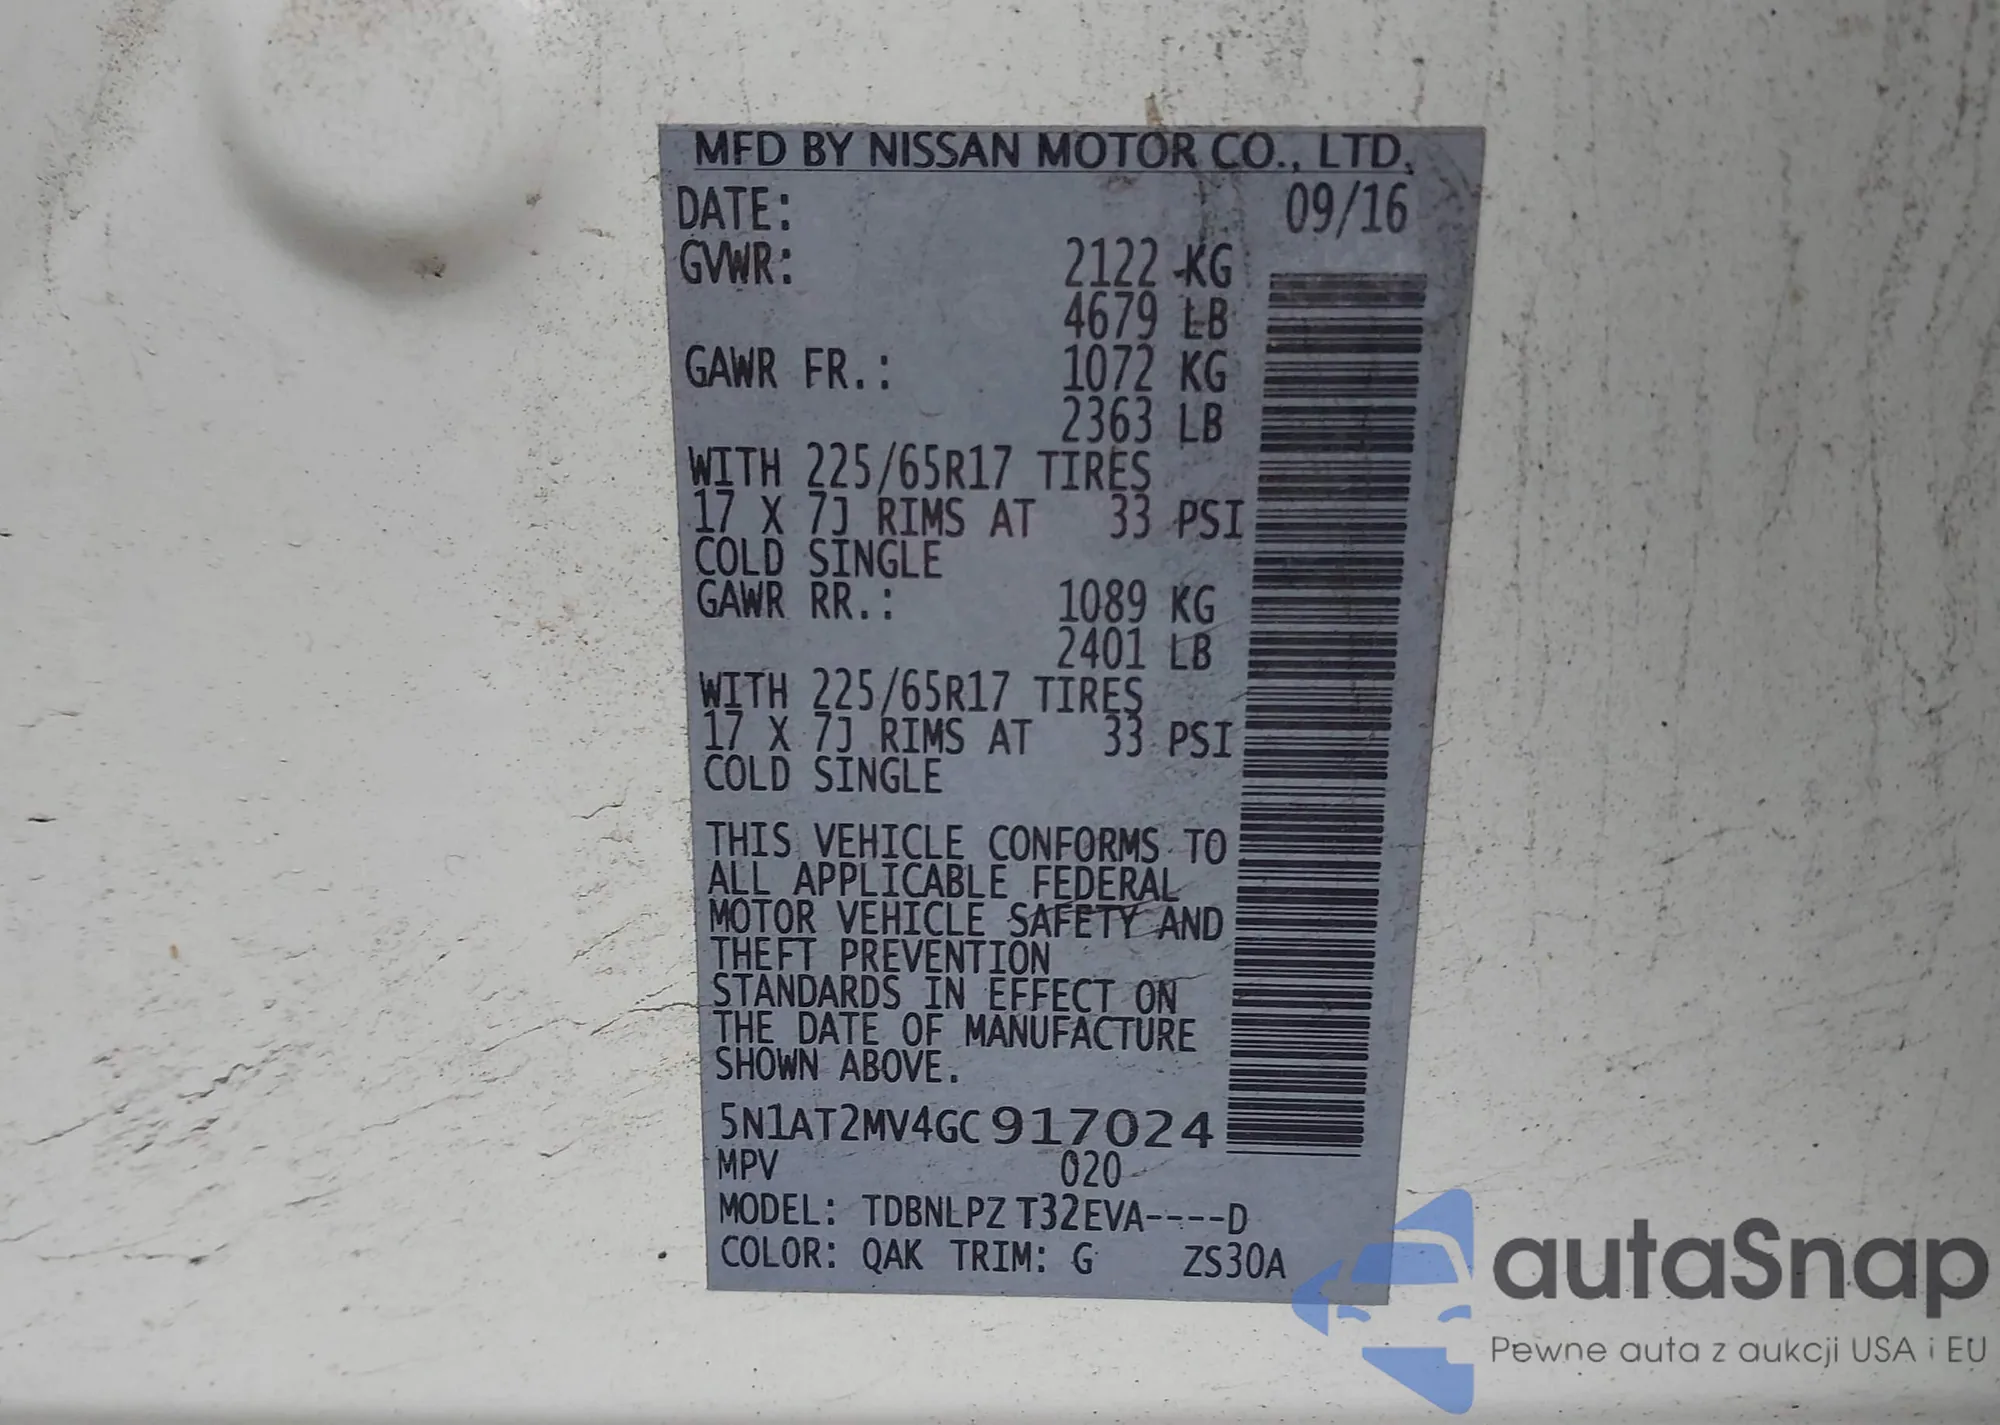 MFD BY NISSAN MOTOR CO., LTD.
DATE: 09/16
GVWR: 2122 KG
4679 LB
GAWR FR.: 1072 KG
2363 LB
WITH 225/65R17 TIRES
17 X 7J RIMS AT 33 PSI
COLD SINGLE
GAWR RR.: 1089 KG
2401 LB
WITH 225/65R17 TIRES
17 X 7J RIMS AT 33 PSI
COLD SINGLE
THIS VEHICLE CONFORMS TO
ALL APPLICABLE FEDERAL
MOTOR VEHICLE SAFETY AND
THEFT PREVENTION
STANDARDS IN EFFECT ON
THE DATE OF MANUFACTURE
SHOWN ABOVE.
5N1AT2MV4GC917024
MPV 020
MODEL: TDBNLPZ T32EVA----D
COLOR: QAK TRIM: G ZS30A
autaSnap
Pewne auta z aukcji USA i EU